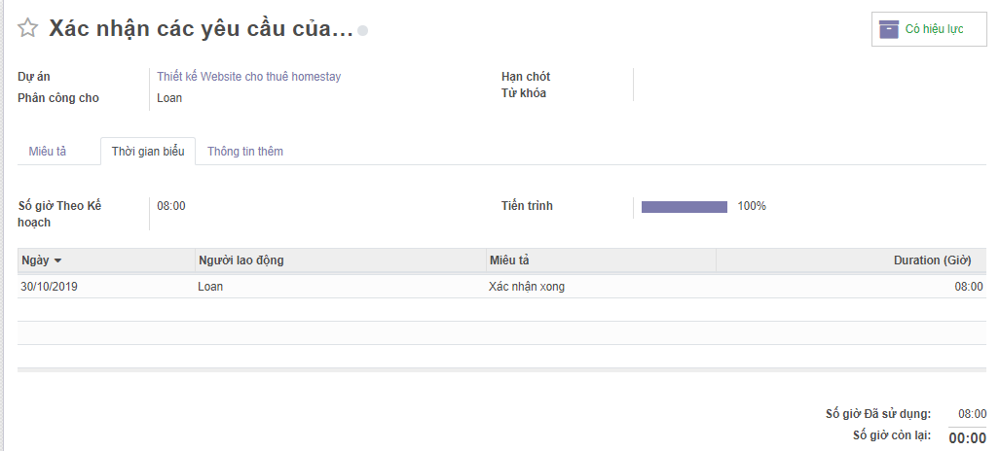 Xác nhận các yêu cầu của...
Có hiệu lực
Dự án Thiết kế Website cho thuê homestay Hạn chót
Phân công cho Loan Từ khóa
Miêu tả Thời gian biểu Thông tin thêm
Số giờ Theo Kế hoạch 08:00 Tiến trình 100%
Ngày Người lao động Miêu tả Duration (Giờ)
30/10/2019 Loan Xác nhận xong 08:00
Số giờ Đã sử dụng: 08:00
Số giờ còn lại: 00:00